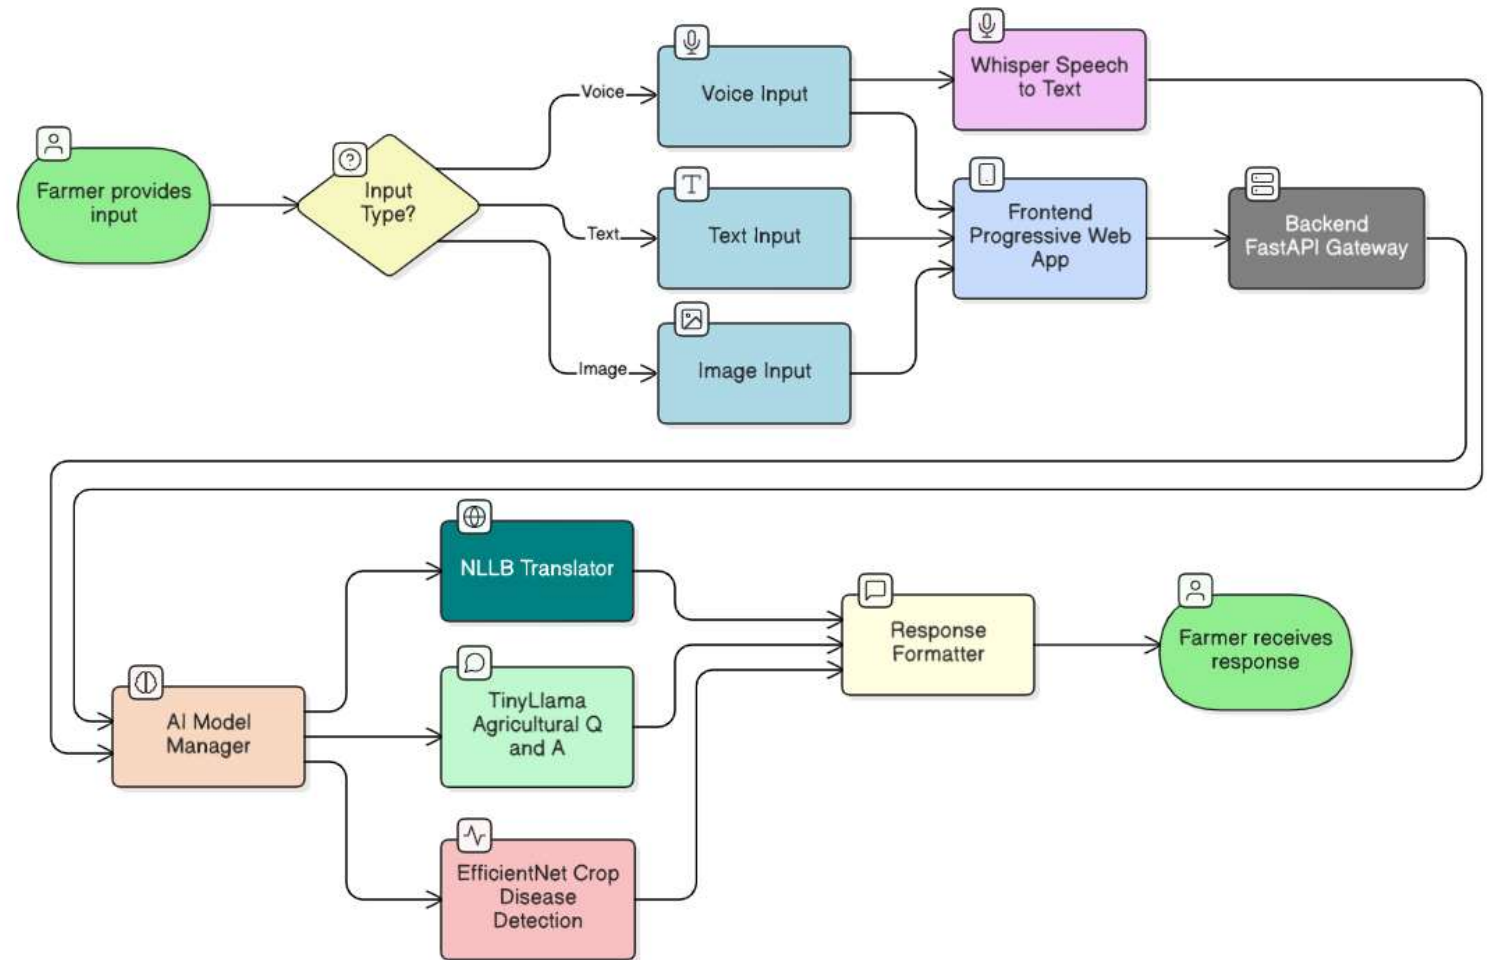 Farmer provides
input
Input
Type?
Voice
Text
Image
Voice Input
Text Input
Image Input
Whisper Speech
to Text
Frontend
Progressive Web
App
Backend
FastAPI Gateway
AI Model
Manager
NLLB Translator
TinyLlama
Agricultural Q
and A
EfficientNet Crop
Disease
Detection
Response
Formatter
Farmer receives
response